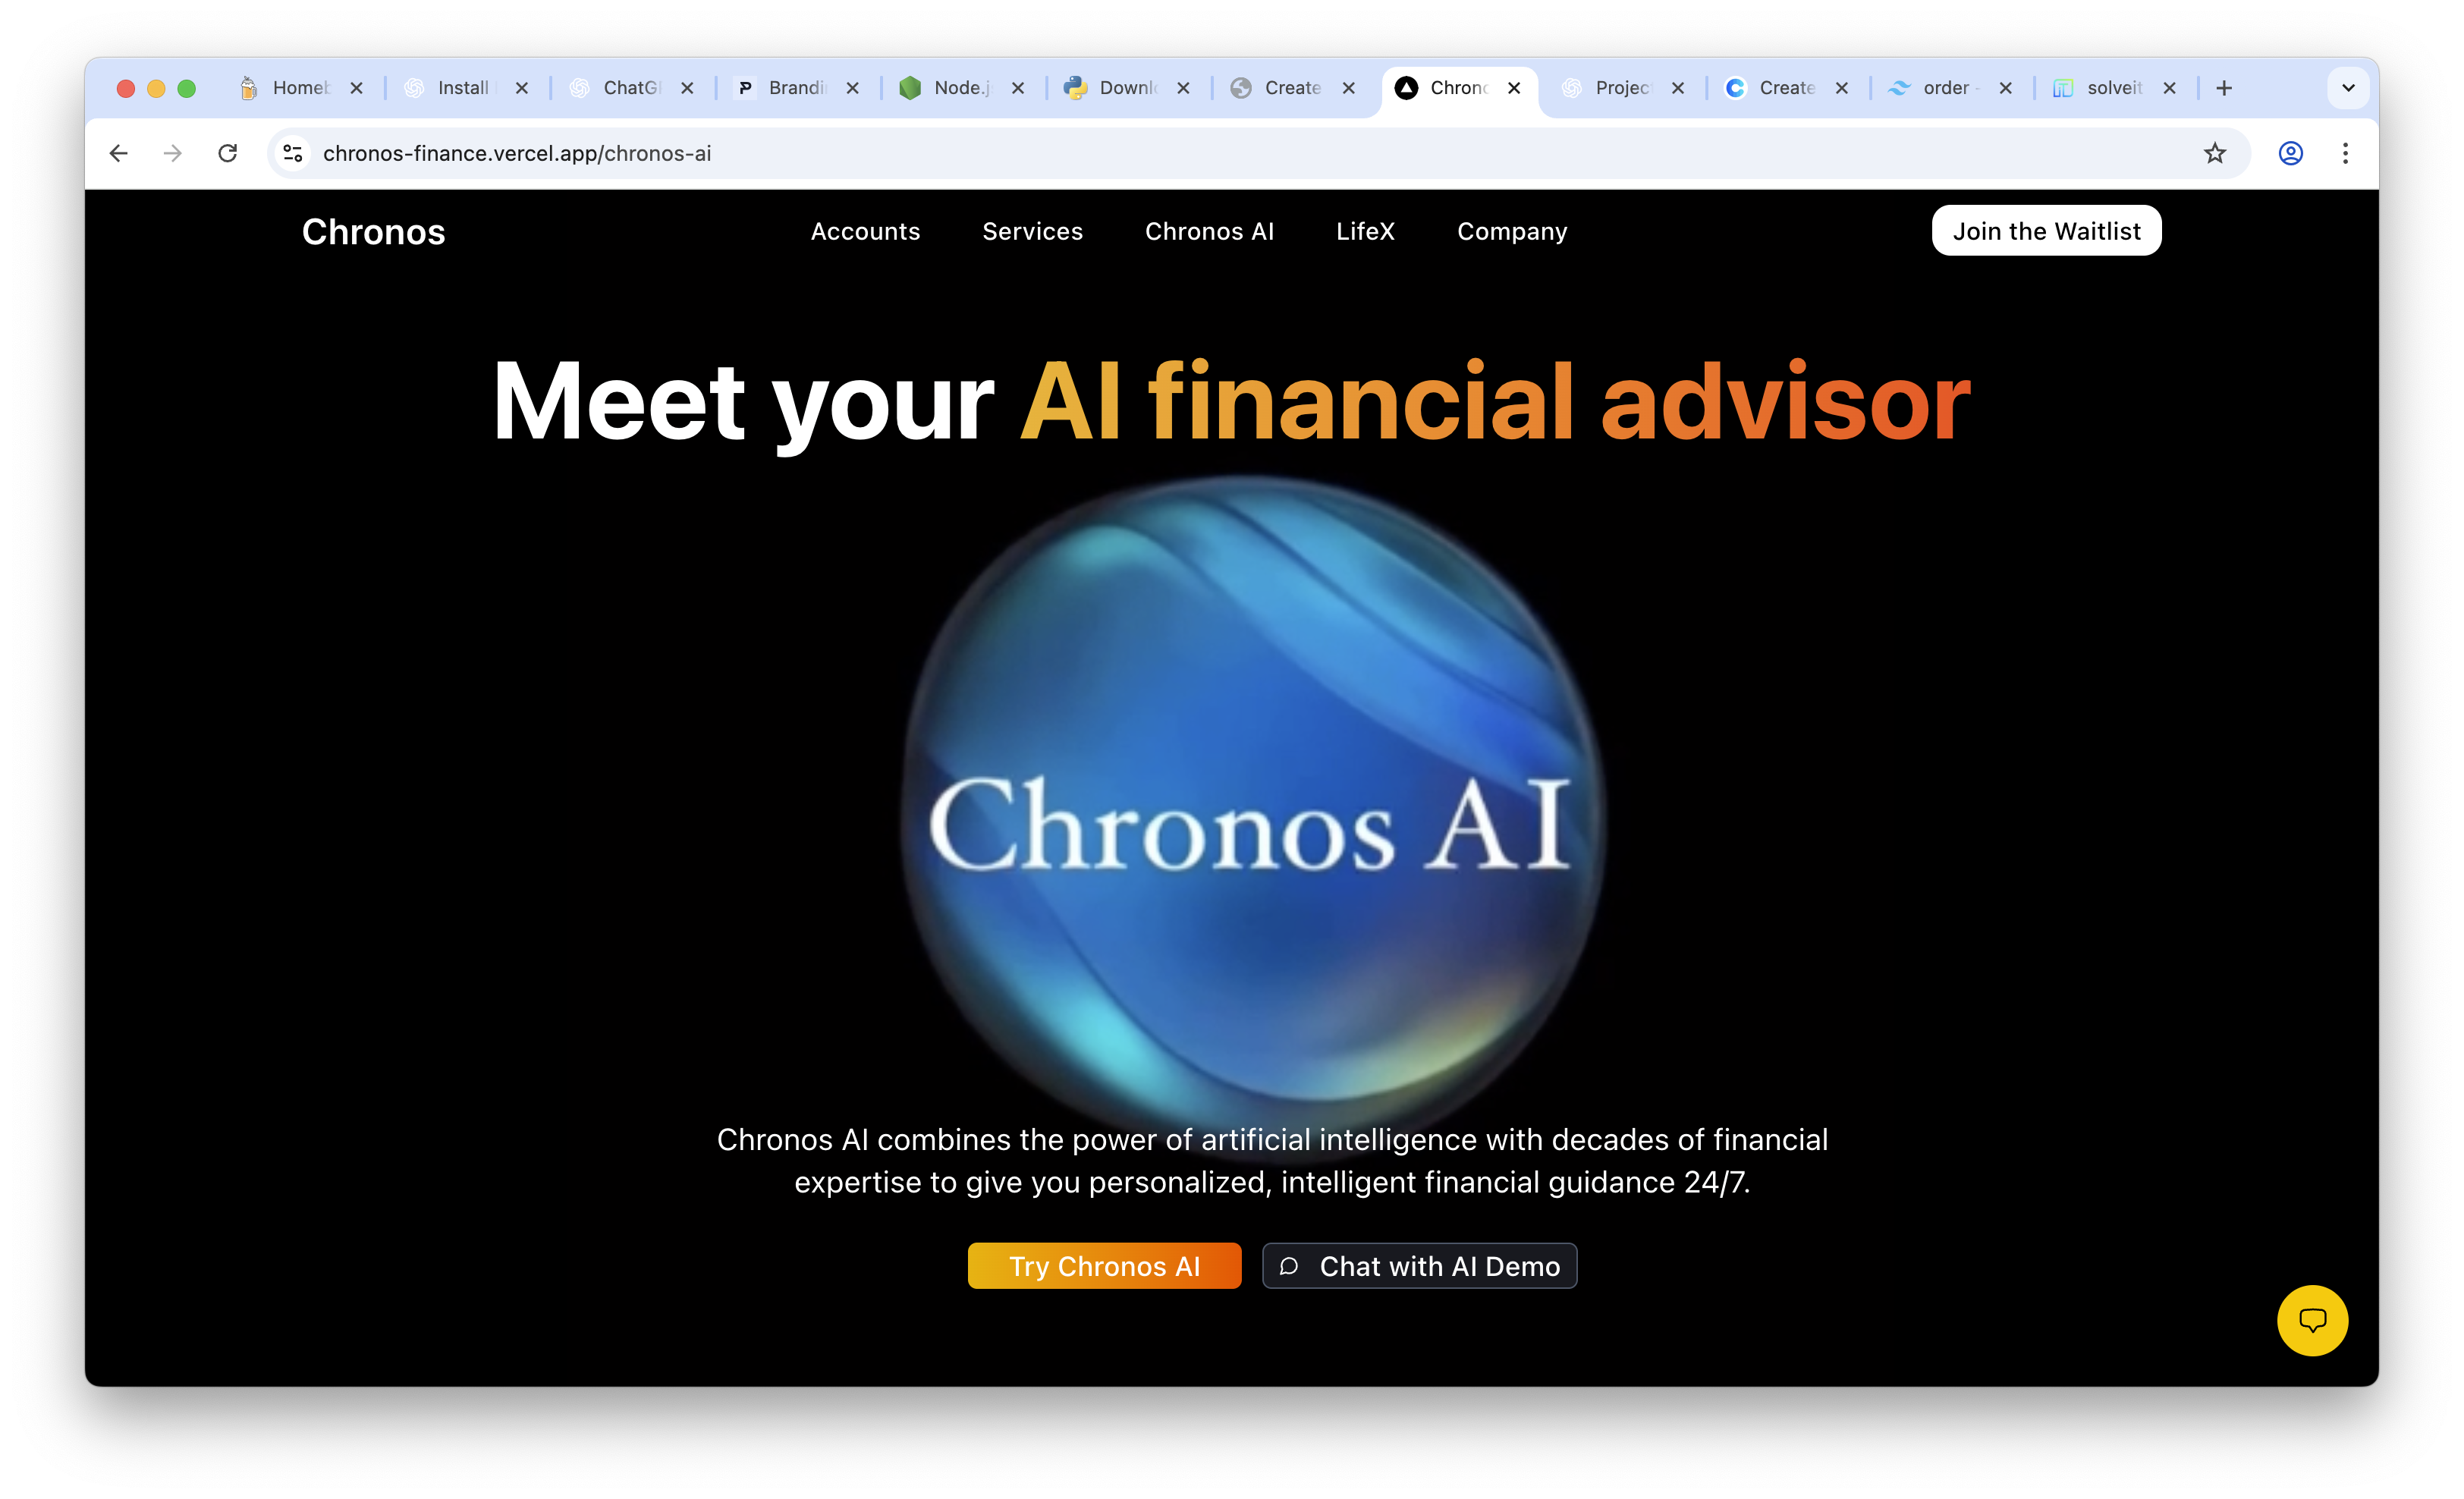 Homeb
Install
ChatG
Brandi
Node.j
Downl
Create
Chrono
Projec
Create
order -
solveit
chronos-finance.vercel.app/chronos-ai
Chronos
Accounts
Services
Chronos AI
LifeX
Company
Join the Waitlist
Meet your AI financial advisor
Chronos AI
Chronos AI combines the power of artificial intelligence with decades of financial
expertise to give you personalized, intelligent financial guidance 24/7.
Try Chronos AI
Chat with AI Demo